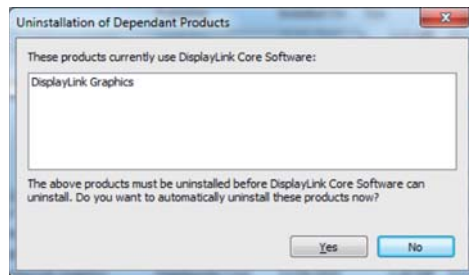 Uninstallation of Dependant Products
These products currently use DisplayLink Core Software:
DisplayLink Graphics
The above products must be uninstalled before DisplayLink Core Software can
uninstall. Do you want to automatically uninstall these products now?
Yes
No